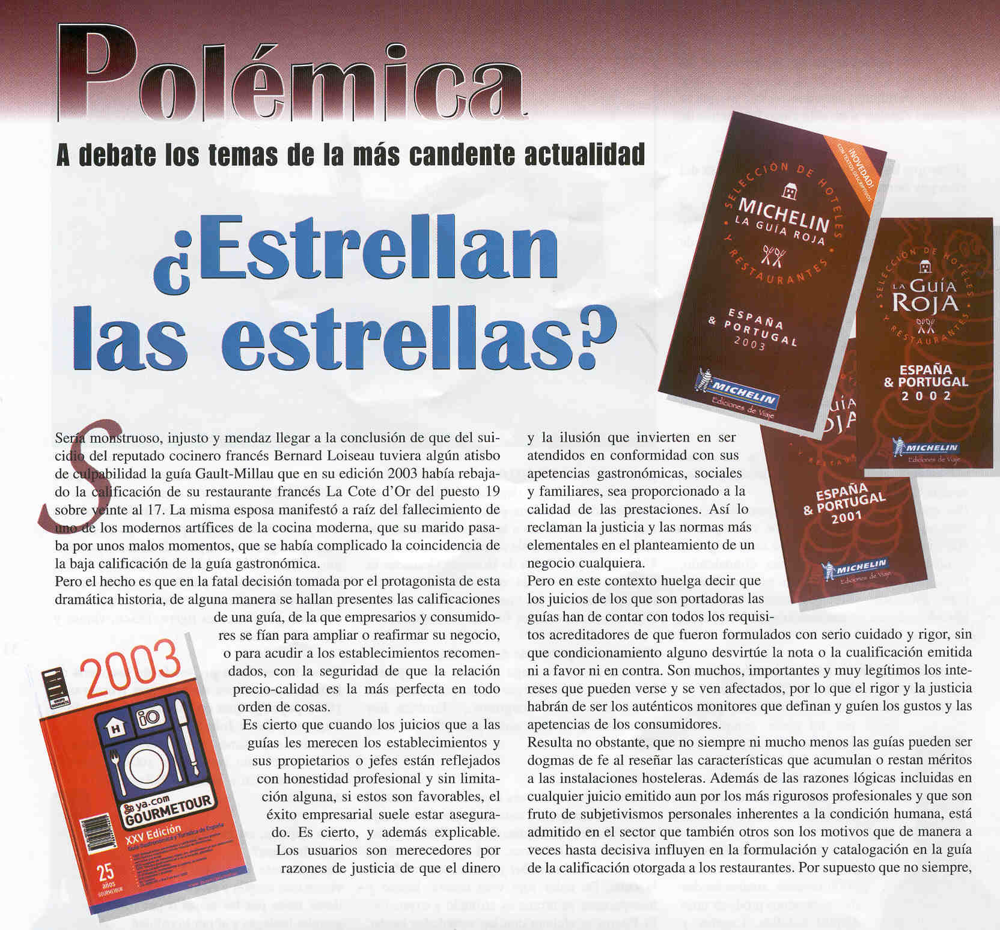 Polémica
A debate los temas de la más candente actualidad
¿Estrellan
las estrellas?
Sería monstruoso, injusto y mendaz llegar a la conclusión de que del sui-
cidio del reputado cocinero francés Bernard Loiseau tuviera algún atisbo
de culpabilidad la guía Gault-Millau que en su edición 2003 había rebaja-
do la calificación de su restaurante francés La Cote d’Or del puesto 19
sobre veinte al 17. La misma esposa manifestó a raíz del fallecimiento de
uno de los modernos artífices de la cocina moderna, que su marido pasa-
ba por unos malos momentos, que se había complicado la coincidencia de
la baja calificación de la guía gastronómica.
Pero el hecho es que en la fatal decisión tomada por el protagonista de esta
dramática historia, de alguna manera se hallan presentes las calificaciones
de una guía, de la que empresarios y consumido-
res se fían para ampliar o reafirmar su negocio,
o para acudir a los establecimientos recomen-
dados, con la seguridad de que la relación
precio-calidad es la más perfecta en todo
orden de cosas.
Es cierto que cuando los juicios que a las
guías les merecen los establecimientos y
sus propietarios o jefes están reflejados
con honestidad profesional y sin limita-
ción alguna, si estos son favorables, el
éxito empresarial suele estar asegura-
do. Es cierto, y además explicable.
Los usuarios son merecedores por
razones de justicia de que el dinero
y la ilusión que invierten en ser
atendidos en conformidad con sus
apetencias gastronómicas, sociales
y familiares, sea proporcionado a la
calidad de las prestaciones. Así lo
reclaman la justicia y las normas más
elementales en el planteamiento de un
negocio cualquiera.
Pero en este contexto huelga decir que
los juicios de los que son portadoras las
guías han de contar con todos los requisi-
tos acreditadores de que fueron formulados con serio cuidado y rigor, sin
que condicionamiento alguno desvirtúe la nota o la cualificación emitida
ni a favor ni en contra. Son muchos, importantes y muy legítimos los inte-
reses que pueden verse y se ven afectados, por lo que el rigor y la justicia
habrán de ser los auténticos monitores que definan y guíen los gustos y las
apetencias de los consumidores.
Resulta no obstante, que no siempre ni mucho menos las guías pueden ser
dogmas de fe al reseñar las características que acumulan o restan méritos
a las instalaciones hosteleras. Además de las razones lógicas incluidas en
cualquier juicio emitido aun por los más rigurosos profesionales y que son
fruto de subjetivismos personales inherentes a la condición humana, está
admitido en el sector que también otros son los motivos que de manera a
veces hasta decisiva influyen en la formulación y catalogación en la guía
de la calificación otorgada a los restaurantes. Por supuesto que no siempre,
¡NOVEDAD!
CON TEXTOS DESCRIPTIVOS
SELECCIÓN DE HOTELES
Y RESTAURANTES
MICHELIN
LA GUÍA ROJA
ESPAÑA
& PORTUGAL
2003
MICHELIN
Ediciones de Viaje
SELECCIÓN DE HOTELES
Y RESTAURANTES
LA GUÍA
ROJA
ESPAÑA
& PORTUGAL
2002
MICHELIN
Ediciones de Viaje
ESPAÑA
& PORTUGAL
2001
MICHELIN
Ediciones de Viaje
2003
GRUPO
GOURMETS
H
ya.com
GOURMETOUR
XXV Edición
Guía Gastronómica y Turística de España
25
años
GOURMETOUR